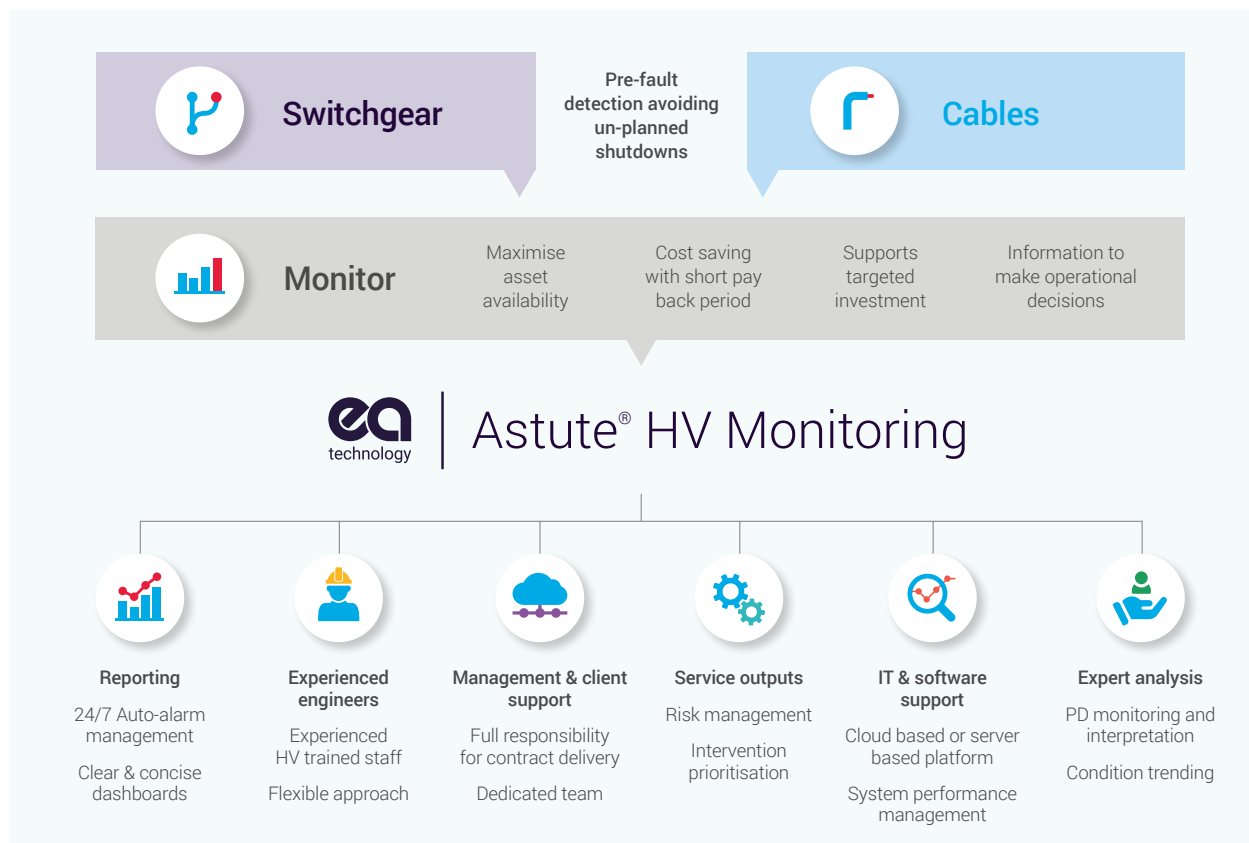 Switchgear
Pre-fault
detection avoiding
un-planned
shutdowns
Cables
Monitor
Maximise
asset
availability
Cost saving
with short pay
back period
Supports
targeted
investment
Information to
make operational
decisions
ea
technology
Astute® HV Monitoring
Reporting
24/7 Auto-alarm
management
Clear & concise
dashboards
Experienced
engineers
Experienced
HV trained staff
Flexible approach
Management & client
support
Full responsibility
for contract delivery
Dedicated team
Service outputs
Risk management
Intervention
prioritisation
IT & software
support
Cloud based or server
based platform
System performance
management
Expert analysis
PD monitoring and
interpretation
Condition trending